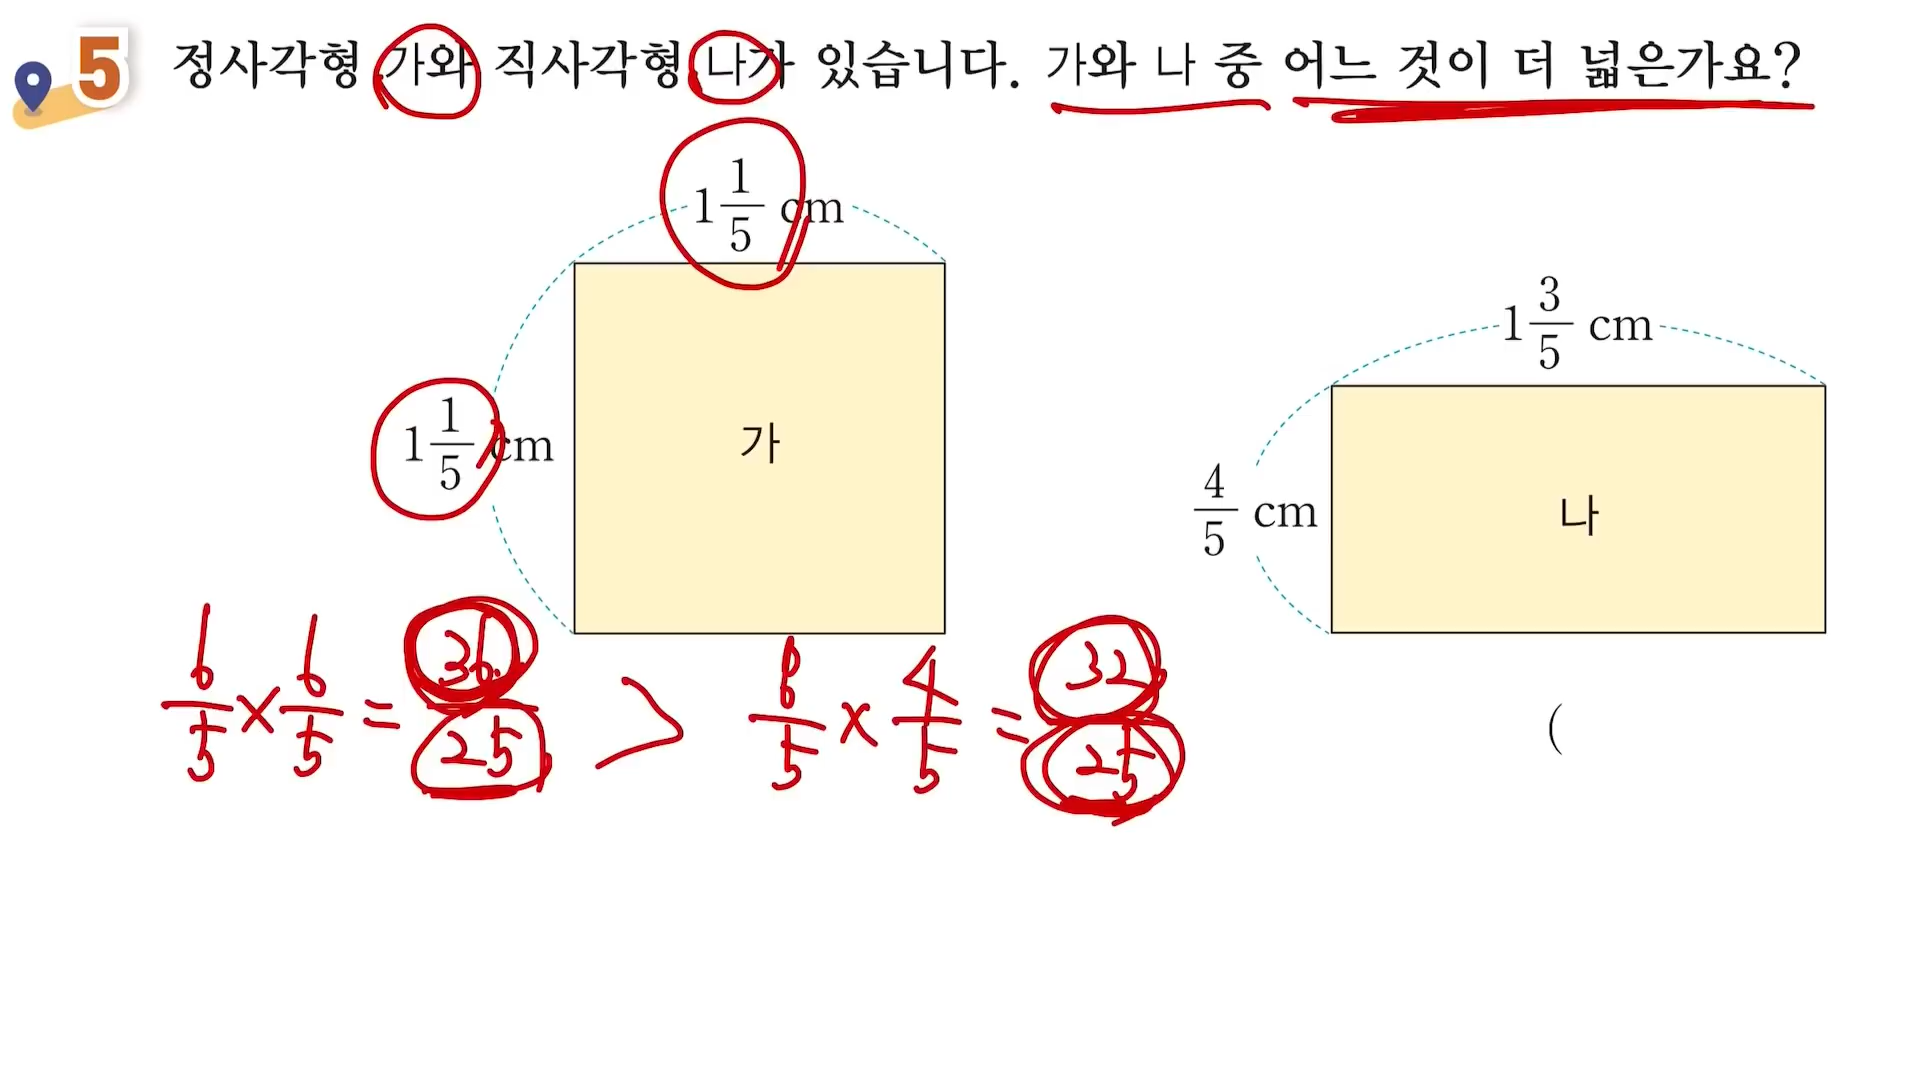 5 정사각형 가와 직사각형 나가 있습니다. 가와 나 중 어느 것이 더 넓은가요?
1 1/5 cm
1 1/5 cm
가
1 3/5 cm
4/5 cm
나
6/5 × 6/5 = 36/25 > 8/5 × 4/5 = 32/25
(